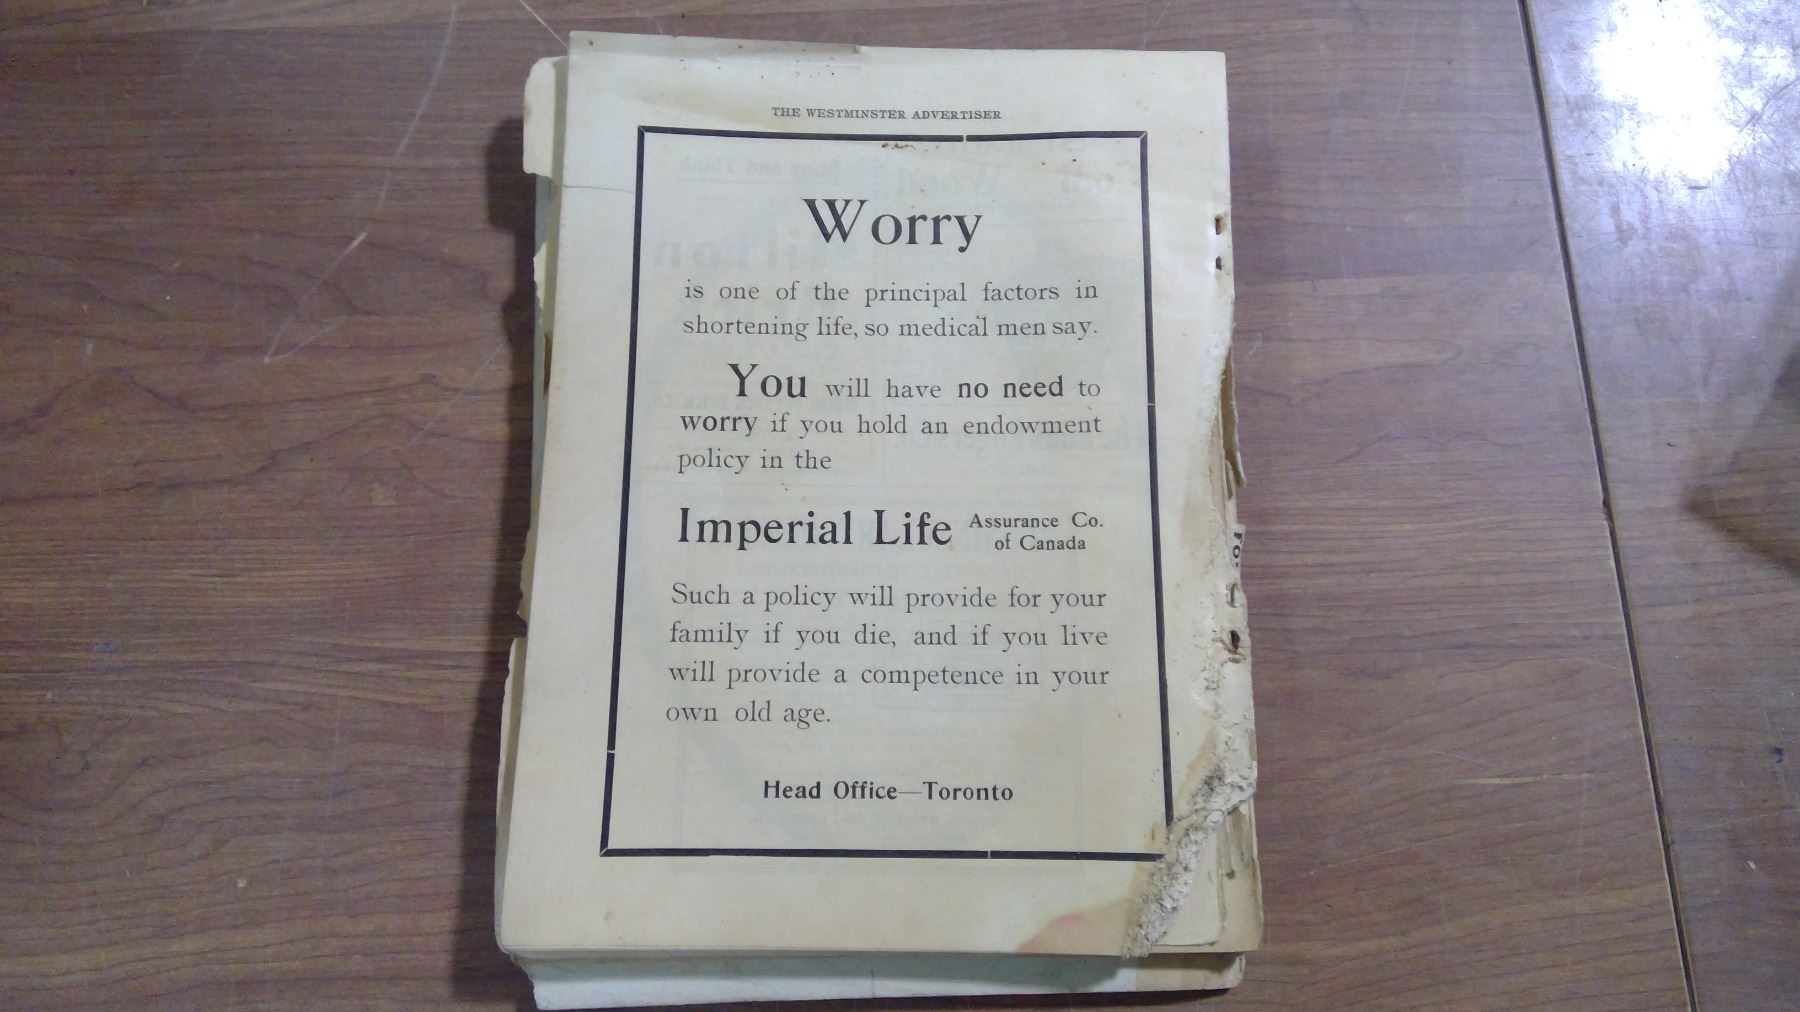 THE WESTMINSTER ADVERTISER
Worry
is one of the principal factors in
shortening life, so medical men say.
You will have no need to
worry if you hold an endowment
policy in the
Imperial Life Assurance Co.
of Canada
Such a policy will provide for your
family if you die, and if you live
will provide a competence in your
own old age.
Head Office—Toronto